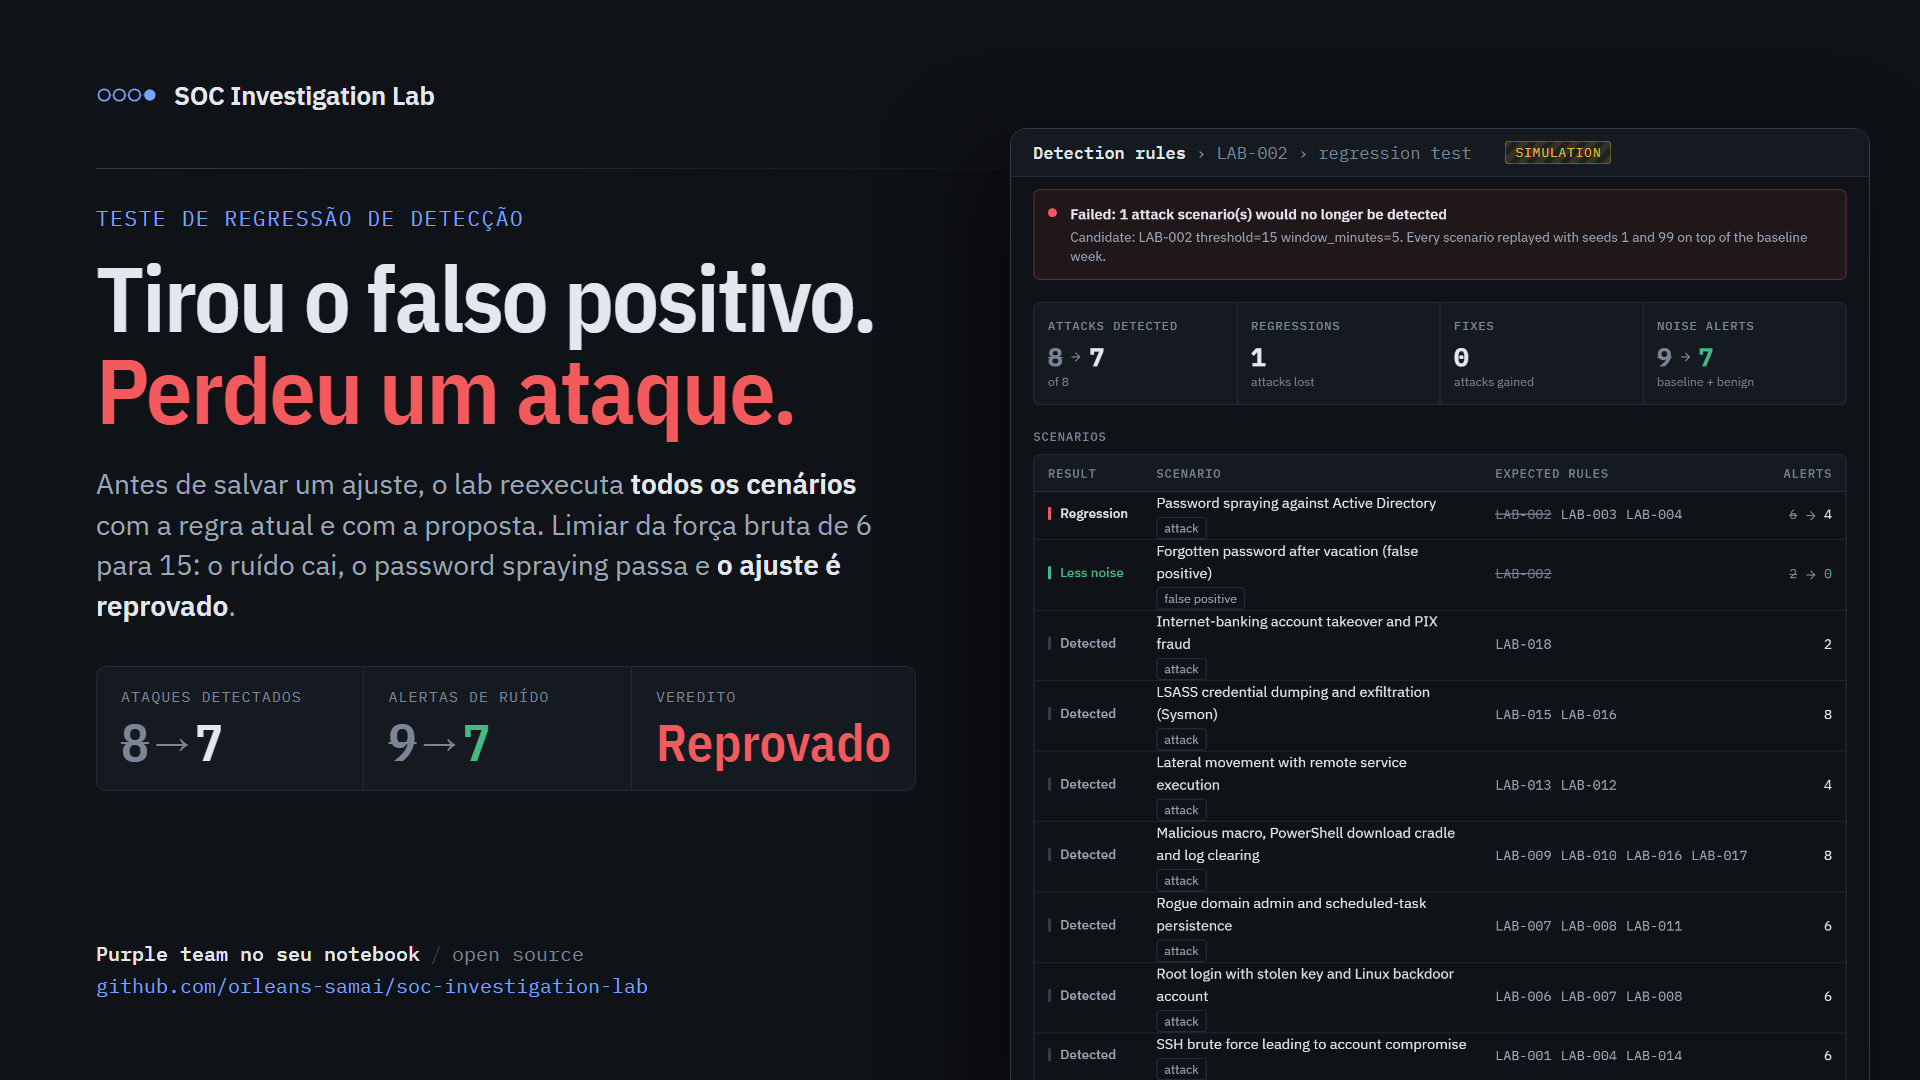 SOC Investigation Lab
TESTE DE REGRESSÃO DE DETECÇÃO
Tirou o falso positivo.
Perdeu um ataque.
Antes de salvar um ajuste, o lab reexecuta todos os cenários
com a regra atual e com a proposta. Limiar da força bruta de 6
para 15: o ruído cai, o password spraying passa e o ajuste é
reprovado.
ATAQUES DETECTADOS
8→7
ALERTAS DE RUÍDO
9→7
VEREDITO
Reprovado
Purple team no seu notebook / open source
github.com/orleans-samai/soc-investigation-lab
Detection rules › LAB-002 › regression test SIMULATION
Failed: 1 attack scenario(s) would no longer be detected
Candidate: LAB-002 threshold=15 window_minutes=5. Every scenario replayed with seeds 1 and 99 on top of the baseline
week.
ATTACKS DETECTED
8 → 7
of 8
REGRESSIONS
1
attacks lost
FIXES
0
attacks gained
NOISE ALERTS
9 → 7
baseline + benign
SCENARIOS
RESULT SCENARIO EXPECTED RULES ALERTS
Regression Password spraying against Active Directory LAB-002 LAB-003 LAB-004 6 → 4
attack
Less noise Forgotten password after vacation (false LAB-002 2 → 0
positive)
false positive
Detected Internet-banking account takeover and PIX LAB-018 2
fraud
attack
Detected LSASS credential dumping and exfiltration LAB-015 LAB-016 8
(Sysmon)
attack
Detected Lateral movement with remote service LAB-013 LAB-012 4
execution
attack
Detected Malicious macro, PowerShell download cradle LAB-009 LAB-010 LAB-016 LAB-017 8
and log clearing
attack
Detected Rogue domain admin and scheduled-task LAB-007 LAB-008 LAB-011 6
persistence
attack
Detected Root login with stolen key and Linux backdoor LAB-006 LAB-007 LAB-008 6
account
attack
Detected SSH brute force leading to account compromise LAB-001 LAB-004 LAB-014 6
attack